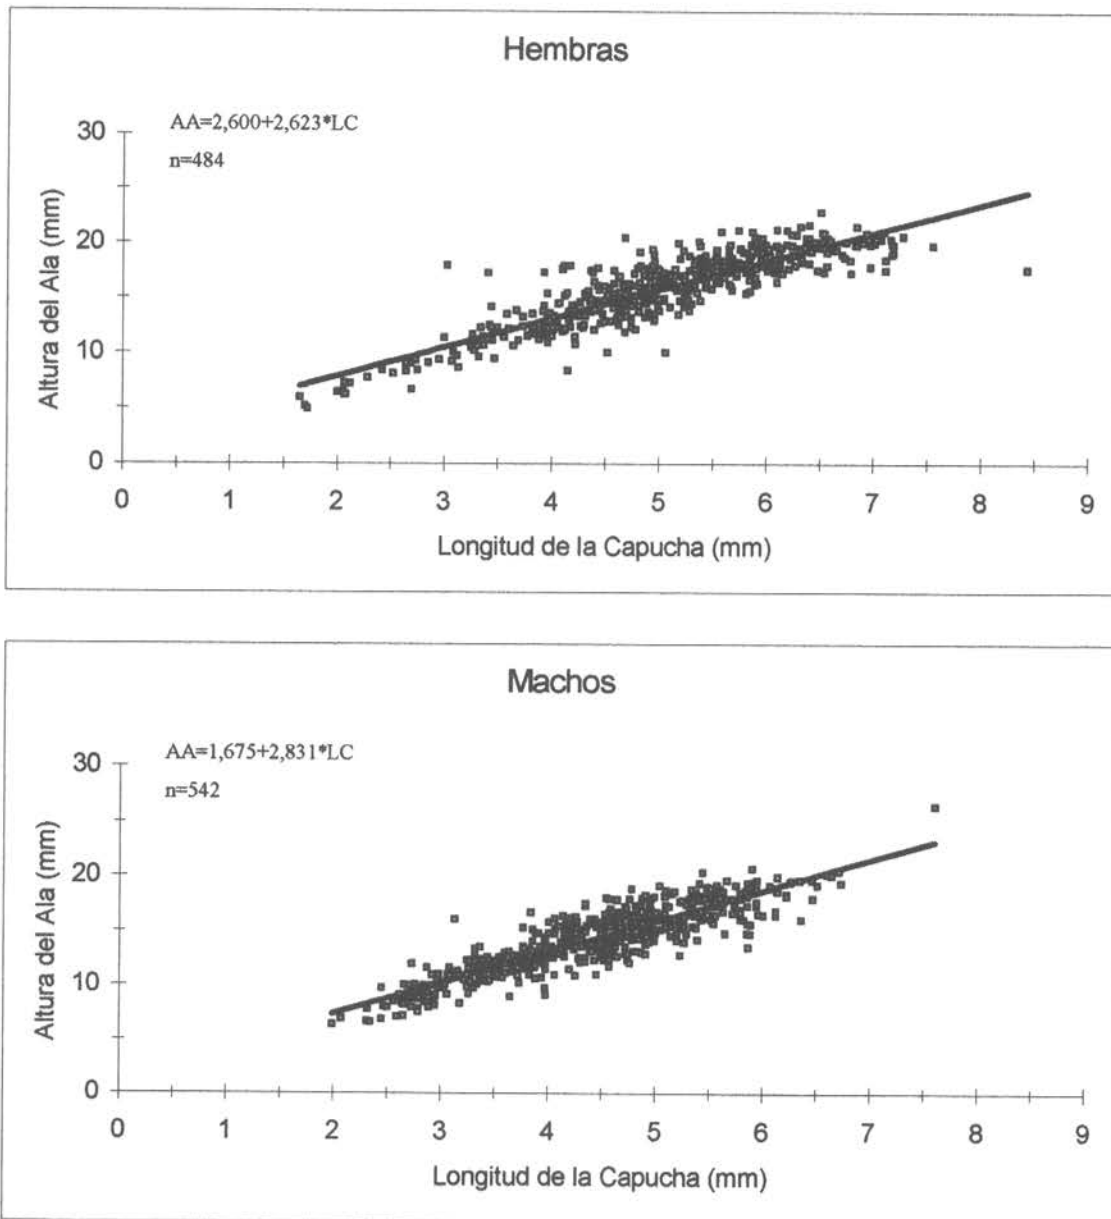 Hembras
AA=2,600+2,623*LC
n=484
Altura del Ala (mm)
30
20
10
0
0 1 2 3 4 5 6 7 8 9
Longitud de la Capucha (mm)
Machos
AA=1,675+2,831*LC
n=542
Altura del Ala (mm)
30
20
10
0
0 1 2 3 4 5 6 7 8 9
Longitud de la Capucha (mm)